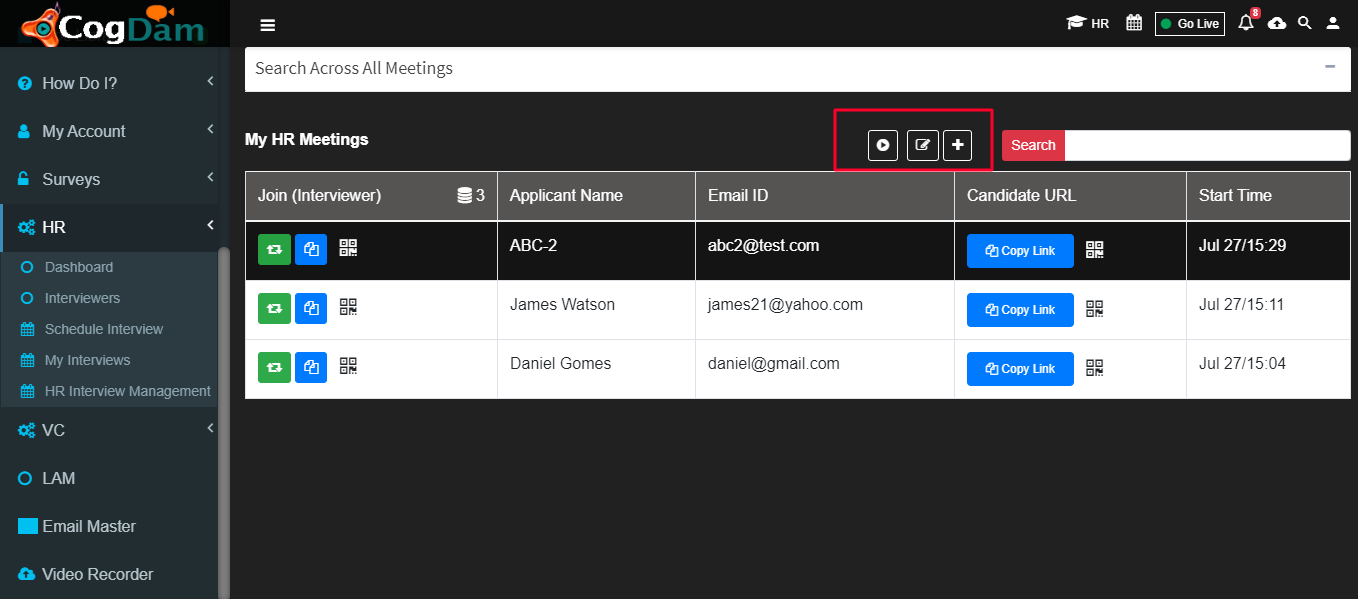 CogDam
HR
Go Live
8
How Do I?
My Account
Surveys
HR
Dashboard
Interviewers
Schedule Interview
My Interviews
HR Interview Management
VC
LAM
Email Master
Video Recorder
Search Across All Meetings
My HR Meetings
Search
Join (Interviewer) 3 Applicant Name Email ID Candidate URL Start Time
ABC-2 abc2@test.com Copy Link Jul 27/15:29
James Watson james21@yahoo.com Copy Link Jul 27/15:11
Daniel Gomes daniel@gmail.com Copy Link Jul 27/15:04